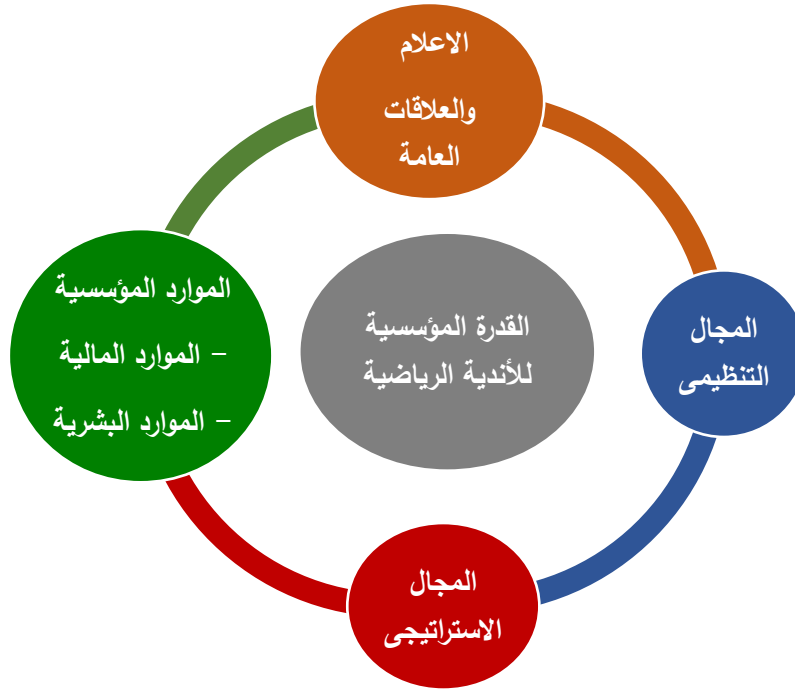 الاعلام
والعلاقات
العامة
الموارد المؤسسية
– الموارد المالية
– الموارد البشرية
القدرة المؤسسية
للأندية الرياضية
المجال
التنظيمى
المجال
الاستراتيجى